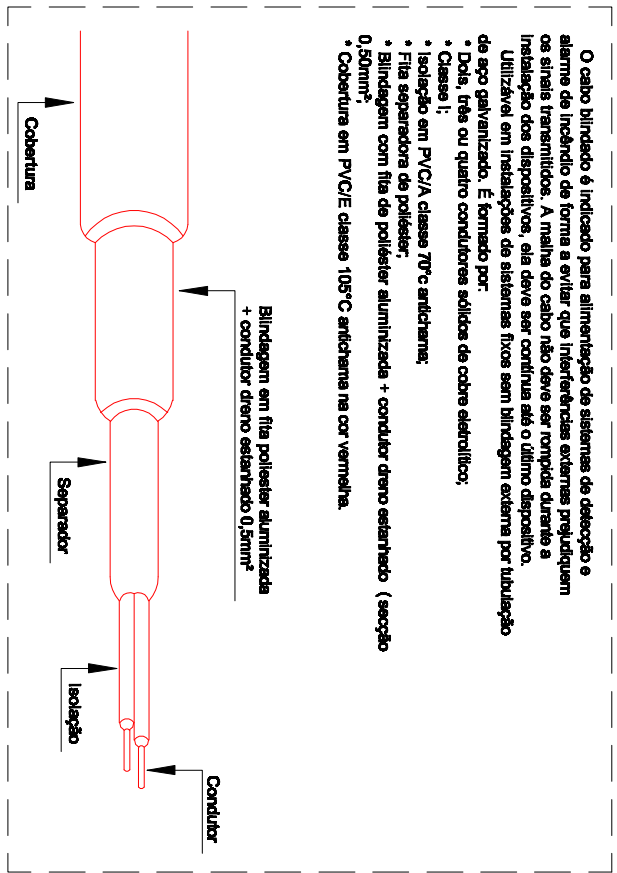 O cabo blindado é indicado para alimentação de sistemas de detecção e
alarme de incêndio de forma a evitar que interferências externas prejudiquem
os sinais transmitidos. A malha do cabo não deve ser rompida durante a
instalação dos dispositivos, ela deve ser contínua até o último dispositivo.
Utilizável em instalações de sistemas fixos sem blindagem externa por tubulação
de aço galvanizado. É formado por:
* Dois, três ou quatro condutores sólidos de cobre eletrolítico;
* Classe I;
* Isolação em PVC/A classe 70°c antichama;
* Fita separadora de poliéster;
* Blindagem com fita de poliéster aluminizada + condutor dreno estanhado ( secção
0,50mm²;
* Cobertura em PVC/E classe 105°C antichama na cor vermelha.
Blindagem em fita poliester aluminizada
+ condutor dreno estanhado 0,5mm²
Condutor
Cobertura
Separador
Isolação